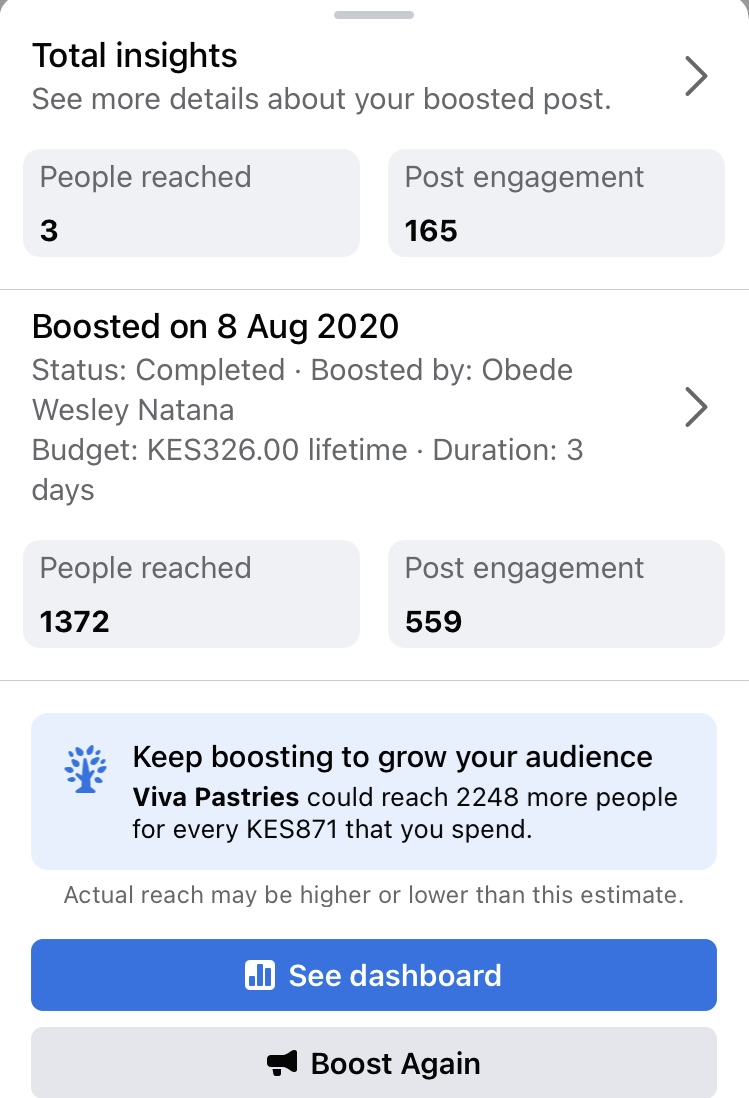 Total insights
See more details about your boosted post.
People reached
3
Post engagement
165
Boosted on 8 Aug 2020
Status: Completed · Boosted by: Obede
Wesley Natana
Budget: KES326.00 lifetime · Duration: 3
days
People reached
1372
Post engagement
559
Keep boosting to grow your audience
Viva Pastries could reach 2248 more people
for every KES871 that you spend.
Actual reach may be higher or lower than this estimate.
See dashboard
Boost Again